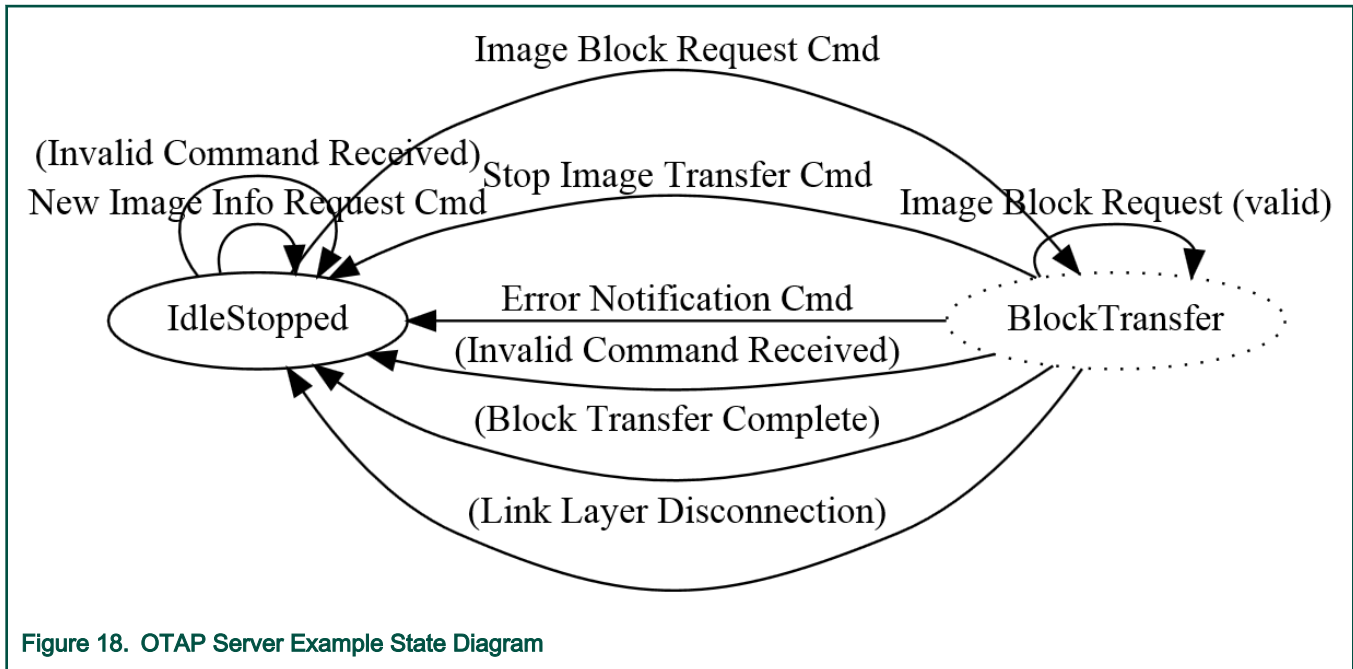 Image Block Request Cmd
(Invalid Command Received)
Stop Image Transfer Cmd
New Image Info Request Cmd
Image Block Request (valid)
Error Notification Cmd
IdleStopped
BlockTransfer
(Invalid Command Received)
(Block Transfer Complete)
(Link Layer Disconnection)
Figure 18. OTAP Server Example State Diagram